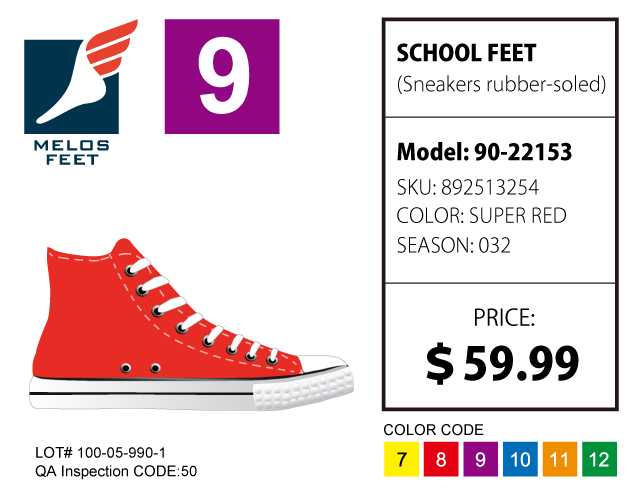 MELOS
FEET
9
SCHOOL FEET
(Sneakers rubber-soled)
Model: 90-22153
SKU: 892513254
COLOR: SUPER RED
SEASON: 032
PRICE:
$ 59.99
LOT# 100-05-990-1
QA Inspection CODE:50
COLOR CODE
7 8 9 10 11 12